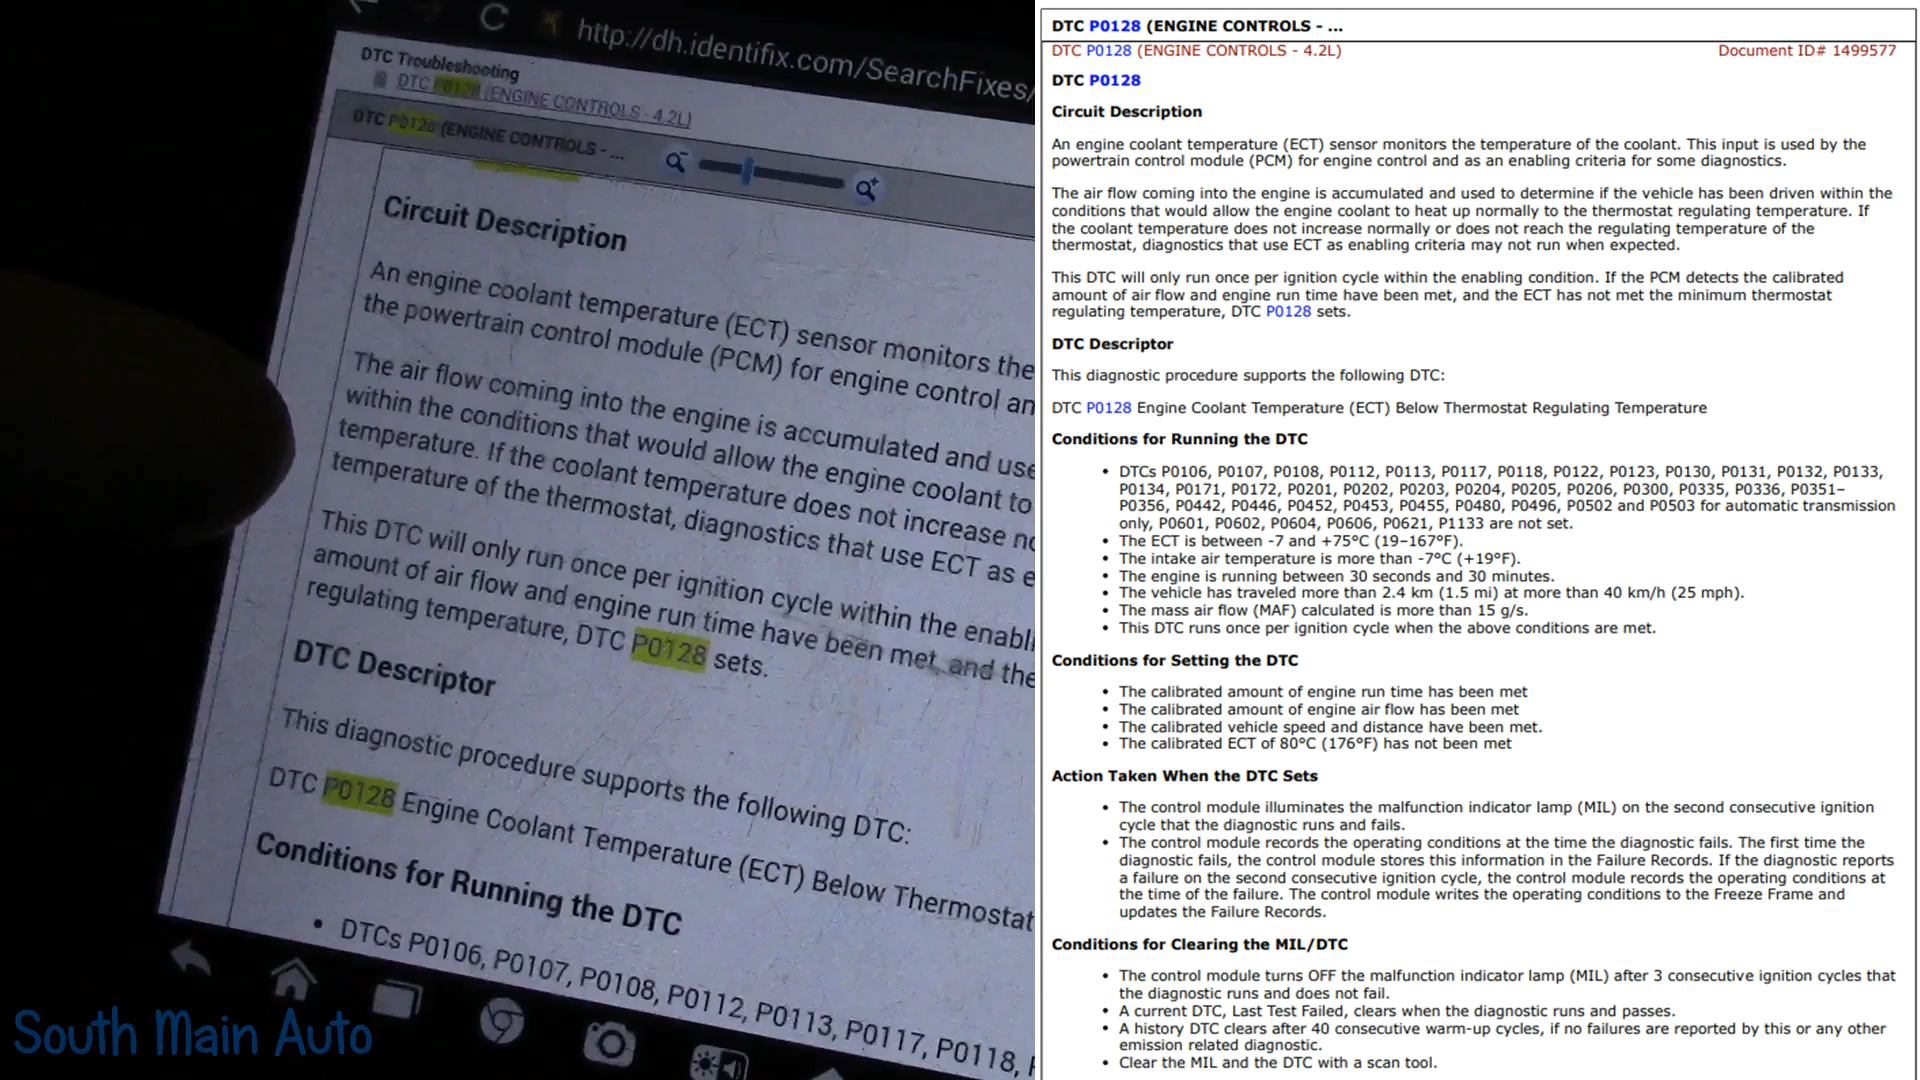 http://dh.identifix.com/SearchFixes/
DTC Troubleshooting
DTC P0128 (ENGINE CONTROLS - 4.2L)
DTC P0128 (ENGINE CONTROLS - ...
Circuit Description
An engine coolant temperature (ECT) sensor monitors the
the powertrain control module (PCM) for engine control an
The air flow coming into the engine is accumulated and use
within the conditions that would allow the engine coolant to
temperature. If the coolant temperature does not increase no
temperature of the thermostat, diagnostics that use ECT as e
This DTC will only run once per ignition cycle within the enabli
amount of air flow and engine run time have been met, and the
regulating temperature, DTC P0128 sets.
DTC Descriptor
This diagnostic procedure supports the following DTC:
DTC P0128 Engine Coolant Temperature (ECT) Below Thermostat
Conditions for Running the DTC
• DTCs P0106, P0107, P0108, P0112, P0113, P0117, P0118,
South Main Auto
DTC P0128 (ENGINE CONTROLS - ...
DTC P0128 (ENGINE CONTROLS - 4.2L) Document ID# 1499577
DTC P0128
Circuit Description
An engine coolant temperature (ECT) sensor monitors the temperature of the coolant. This input is used by the
powertrain control module (PCM) for engine control and as an enabling criteria for some diagnostics.
The air flow coming into the engine is accumulated and used to determine if the vehicle has been driven within the
conditions that would allow the engine coolant to heat up normally to the thermostat regulating temperature. If
the coolant temperature does not increase normally or does not reach the regulating temperature of the
thermostat, diagnostics that use ECT as enabling criteria may not run when expected.
This DTC will only run once per ignition cycle within the enabling condition. If the PCM detects the calibrated
amount of air flow and engine run time have been met, and the ECT has not met the minimum thermostat
regulating temperature, DTC P0128 sets.
DTC Descriptor
This diagnostic procedure supports the following DTC:
DTC P0128 Engine Coolant Temperature (ECT) Below Thermostat Regulating Temperature
Conditions for Running the DTC
• DTCs P0106, P0107, P0108, P0112, P0113, P0117, P0118, P0122, P0123, P0130, P0131, P0132, P0133,
P0134, P0171, P0172, P0201, P0202, P0203, P0204, P0205, P0206, P0300, P0335, P0336, P0351–
P0356, P0442, P0446, P0452, P0453, P0455, P0480, P0496, P0502 and P0503 for automatic transmission
only, P0601, P0602, P0604, P0606, P0621, P1133 are not set.
• The ECT is between -7 and +75°C (19–167°F).
• The intake air temperature is more than -7°C (+19°F).
• The engine is running between 30 seconds and 30 minutes.
• The vehicle has traveled more than 2.4 km (1.5 mi) at more than 40 km/h (25 mph).
• The mass air flow (MAF) calculated is more than 15 g/s.
• This DTC runs once per ignition cycle when the above conditions are met.
Conditions for Setting the DTC
• The calibrated amount of engine run time has been met
• The calibrated amount of engine air flow has been met
• The calibrated vehicle speed and distance have been met.
• The calibrated ECT of 80°C (176°F) has not been met
Action Taken When the DTC Sets
• The control module illuminates the malfunction indicator lamp (MIL) on the second consecutive ignition
cycle that the diagnostic runs and fails.
• The control module records the operating conditions at the time the diagnostic fails. The first time the
diagnostic fails, the control module stores this information in the Failure Records. If the diagnostic reports
a failure on the second consecutive ignition cycle, the control module records the operating conditions at
the time of the failure. The control module writes the operating conditions to the Freeze Frame and
updates the Failure Records.
Conditions for Clearing the MIL/DTC
• The control module turns OFF the malfunction indicator lamp (MIL) after 3 consecutive ignition cycles that
the diagnostic runs and does not fail.
• A current DTC, Last Test Failed, clears when the diagnostic runs and passes.
• A history DTC clears after 40 consecutive warm-up cycles, if no failures are reported by this or any other
emission related diagnostic.
• Clear the MIL and the DTC with a scan tool.